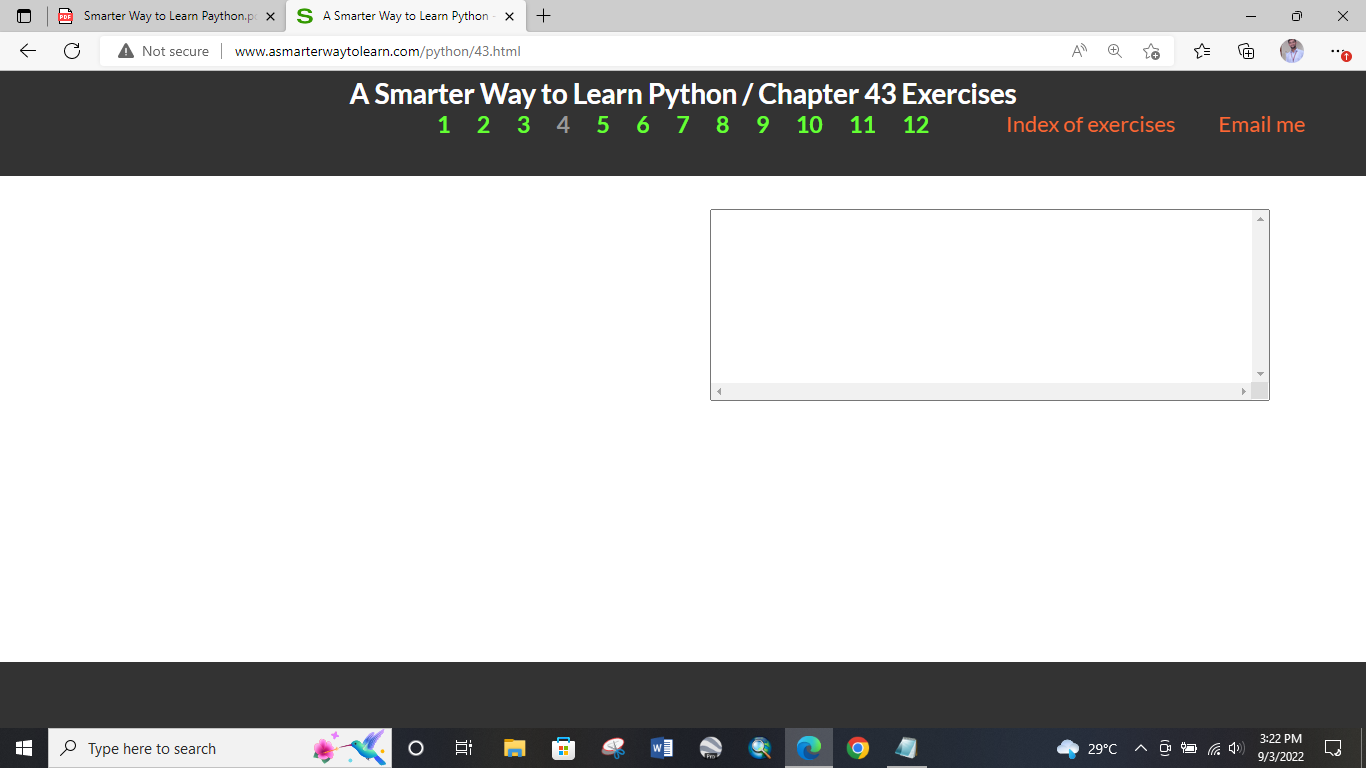 Smarter Way to Learn Paython.pd
A Smarter Way to Learn Python -
Not secure
www.asmarterwaytolearn.com/python/43.html
A Smarter Way to Learn Python / Chapter 43 Exercises
1 2 3 4 5 6 7 8 9 10 11 12 Index of exercises Email me
Type here to search
29°C
3:22 PM
9/3/2022